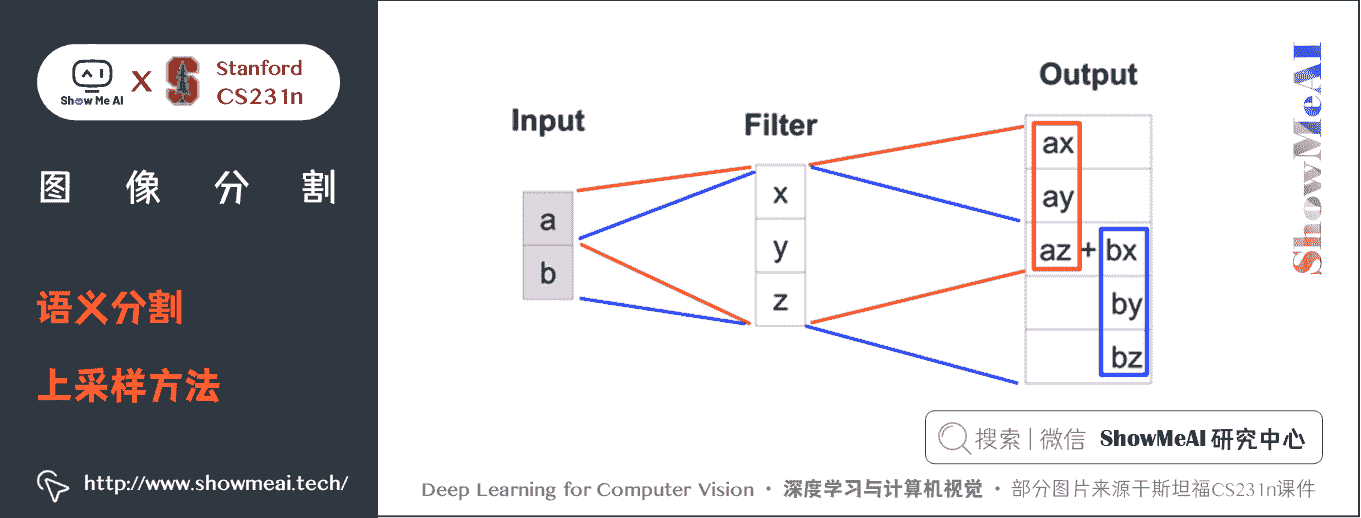 Show Me AI
X
Stanford
CS231n
图像分割
语义分割
上采样方法
http://www.showmeai.tech/
Input
a
b
Filter
x
y
z
Output
ax
ay
az + bx
by
bz
ShowMeAI
搜索 | 微信 ShowMeAI 研究中心
Deep Learning for Computer Vision · 深度学习与计算机视觉 · 部分图片来源于斯坦福CS231n课件